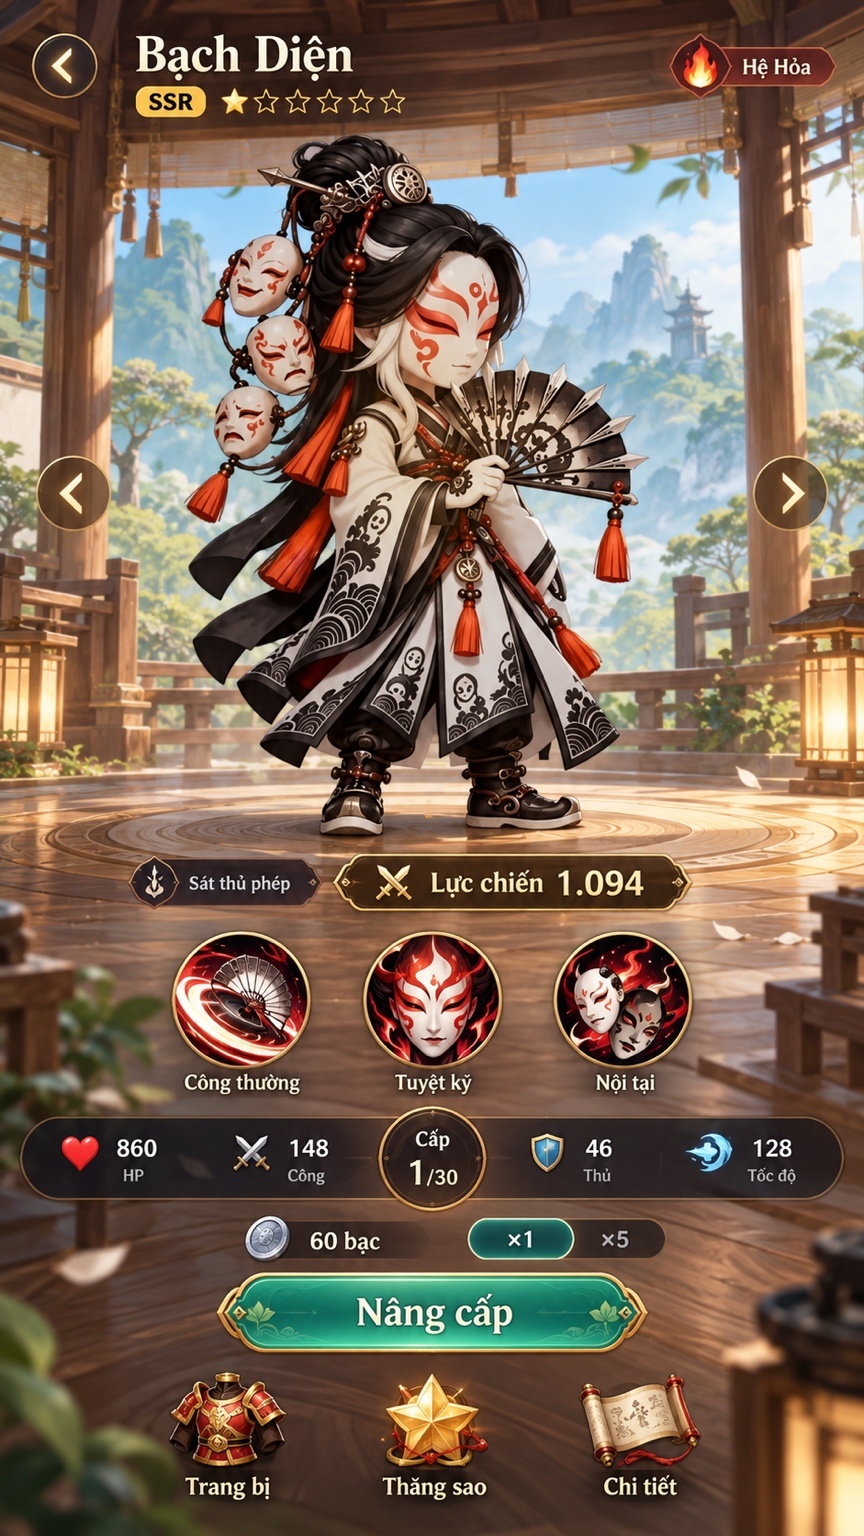 Bạch Diện
Hệ Hỏa
SSR
Sát thủ phép
Lực chiến 1.094
Công thường
Tuyệt kỹ
Nội tại
860
HP
148
Công
Cấp
1/30
46
Thủ
128
Tốc độ
60 bạc
×1
×5
Nâng cấp
Trang bị
Thăng sao
Chi tiết